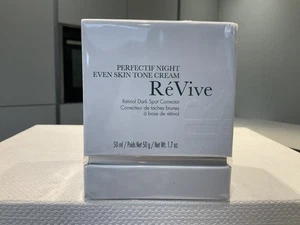 PERFECTIF NIGHT
EVEN SKIN TONE CREAM
RéVive
Retinol Dark Spot Corrector
Correcteur de taches brunes
à base de rétinol
50 ml / Poids Net 50 g / Net Wt. 1.7 oz.